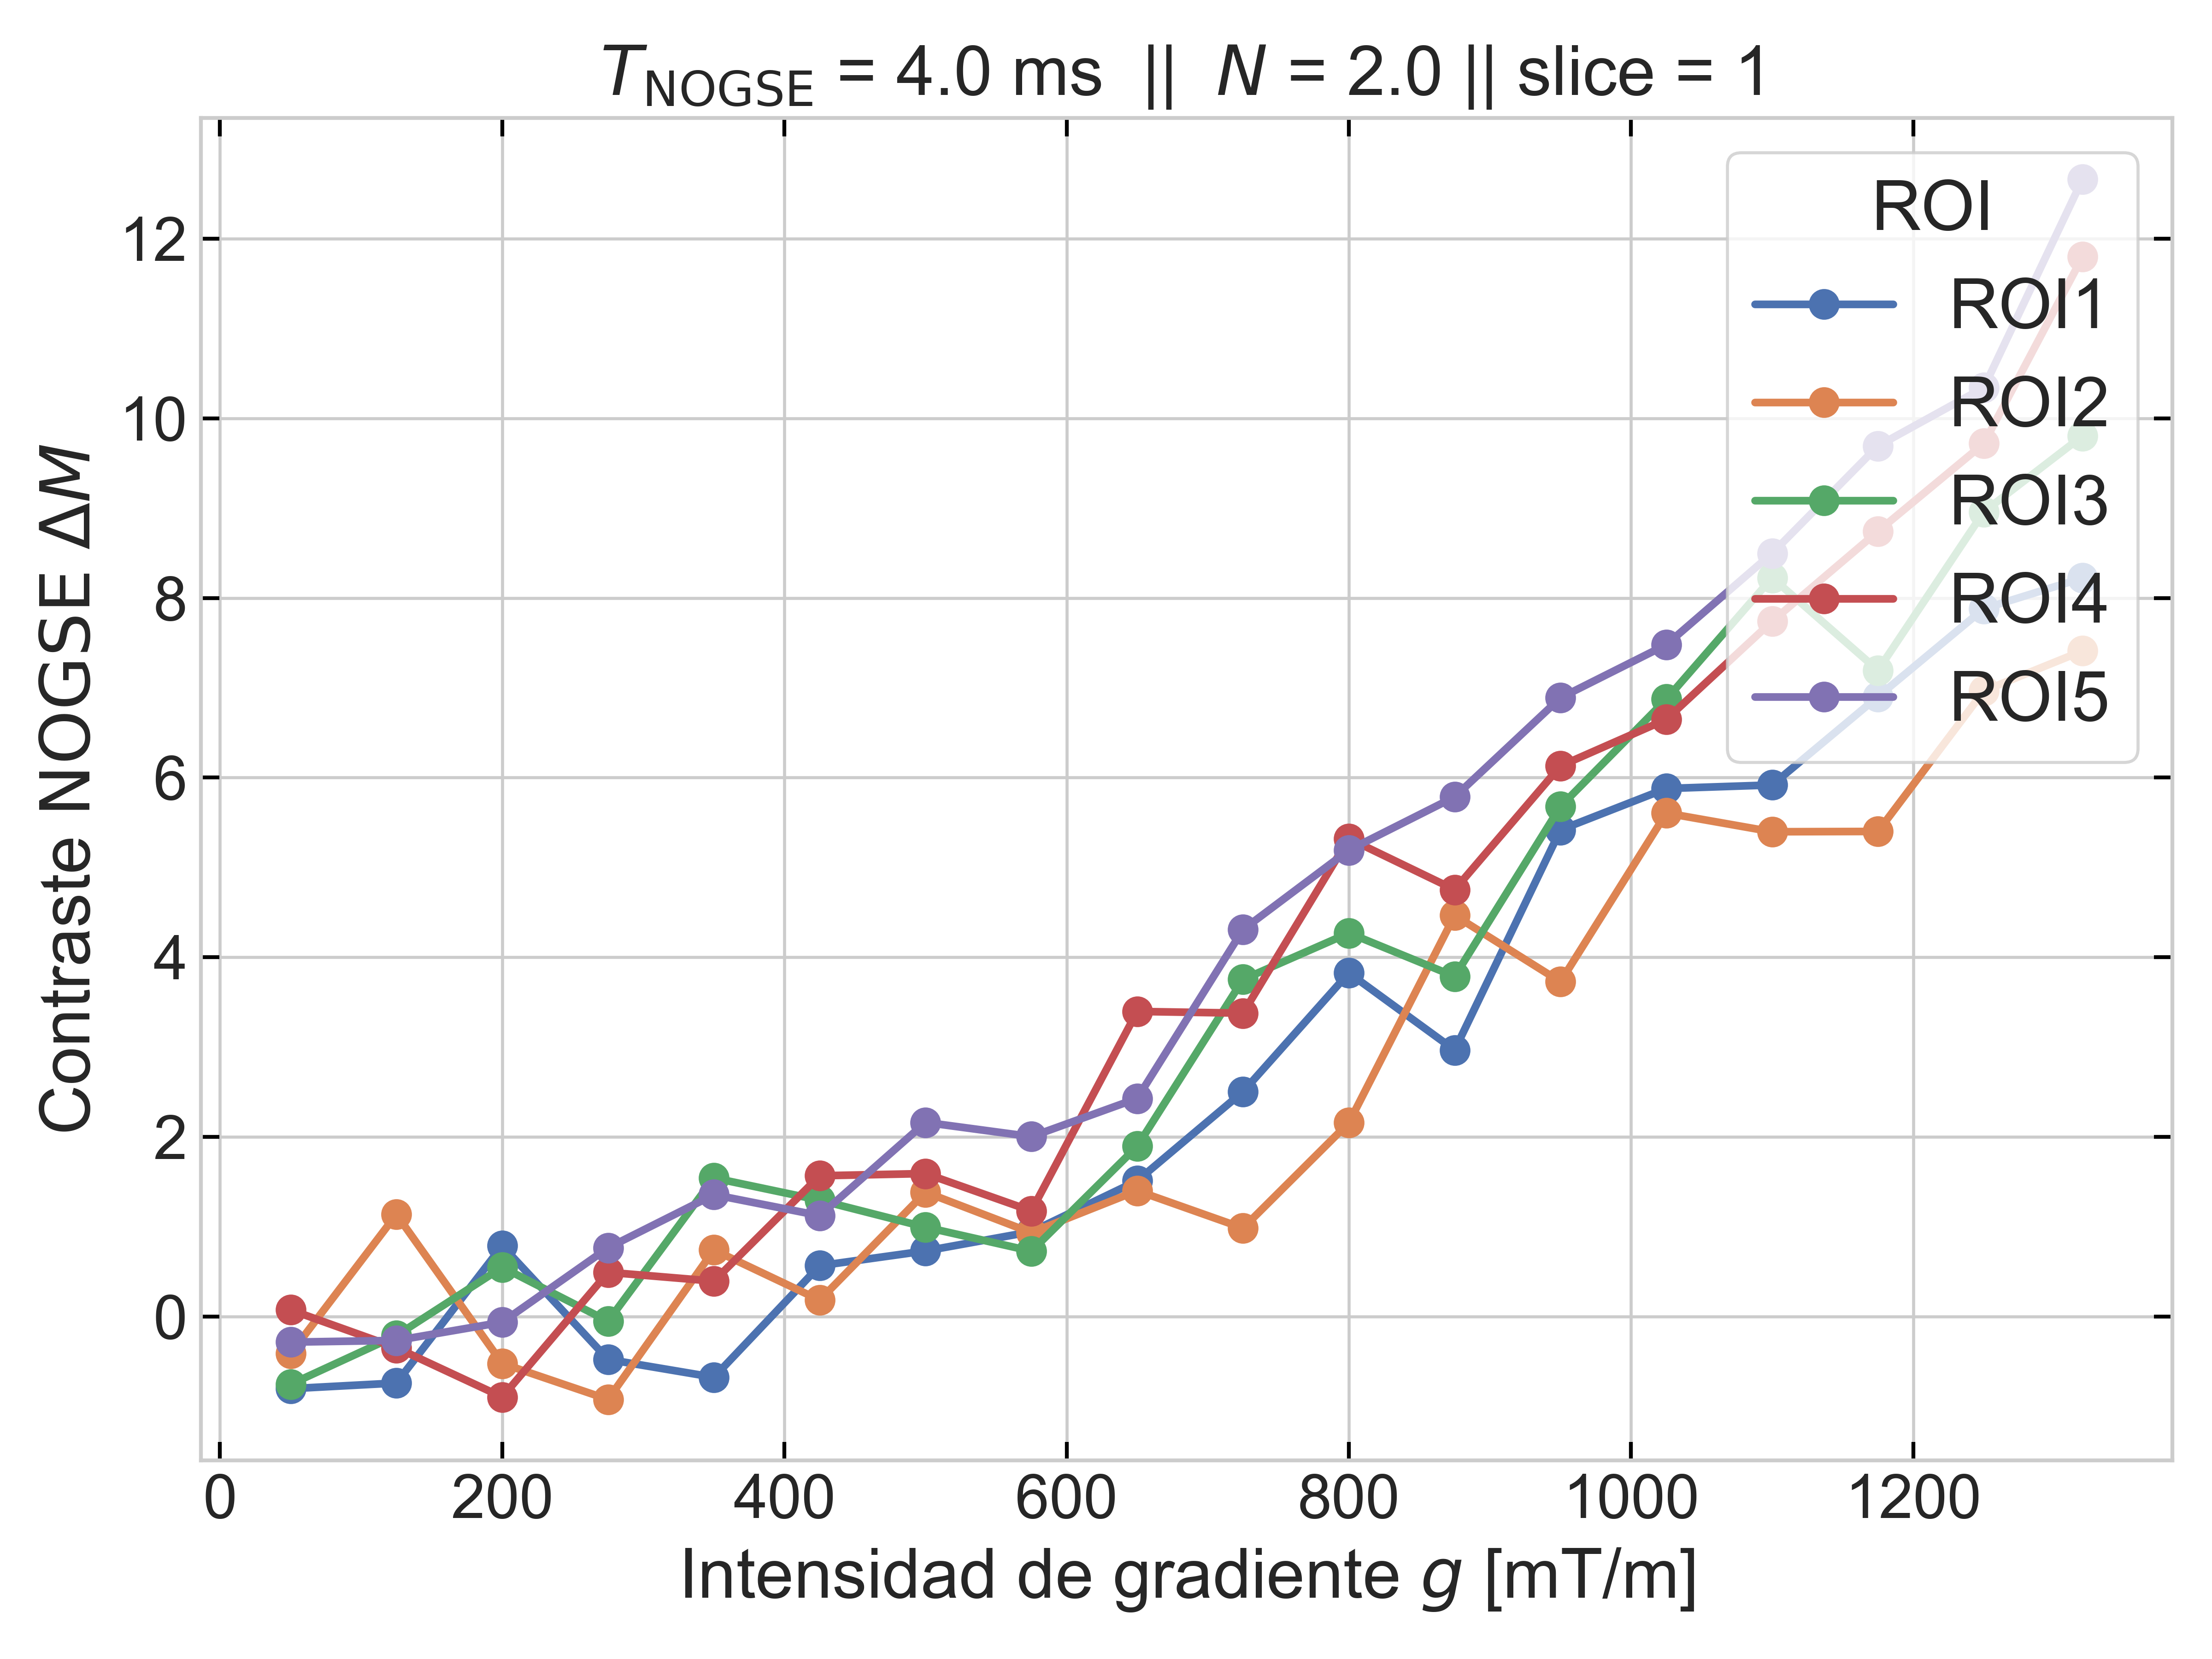 T_NOGSE = 4.0 ms || N = 2.0 || slice = 1
Contraste NOGSE ΔM
12
10
8
6
4
2
0
ROI
ROI1
ROI2
ROI3
ROI4
ROI5
0 200 400 600 800 1000 1200
Intensidad de gradiente g [mT/m]